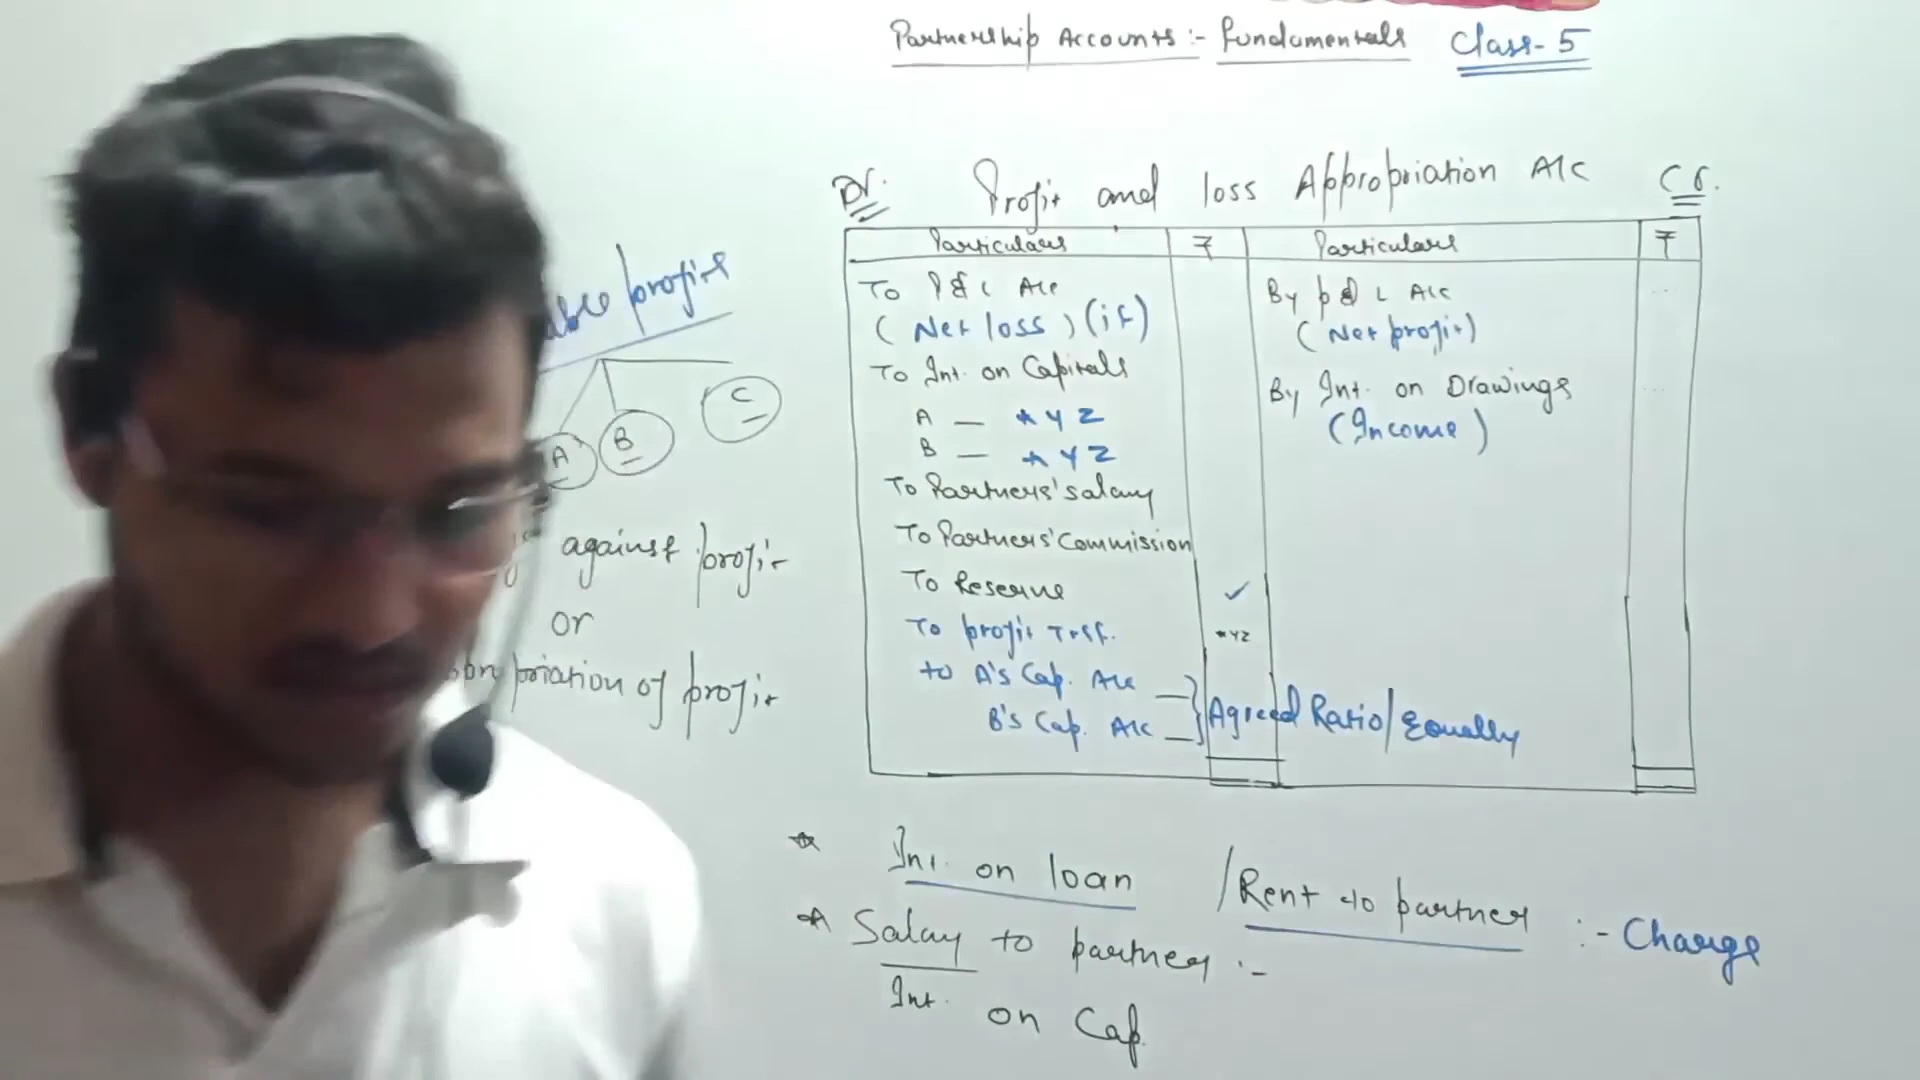 Partnership Accounts:- Fundamentals Class-5
Dr. Profit and loss Appropriation A/c Cr.
Particulars ₹ Particulars ₹
To P&L A/c
(Net loss) (if)
To Int. on Capitals
A — xyz
B — xyz
To Partners' salary
To Partners' Commission
To Reserve ✓
To profit Trsf. xyz
to A's Cap. A/c —
B's Cap. A/c — } Agreed Ratio/Equally
By p&L A/c
(Net profit)
By Int. on Drawings
(Income)
profits
A B C
against profit
or
of profit
* Int. on loan /Rent to partner :- Charge
* Salary to partner :-
Int. on Cap.